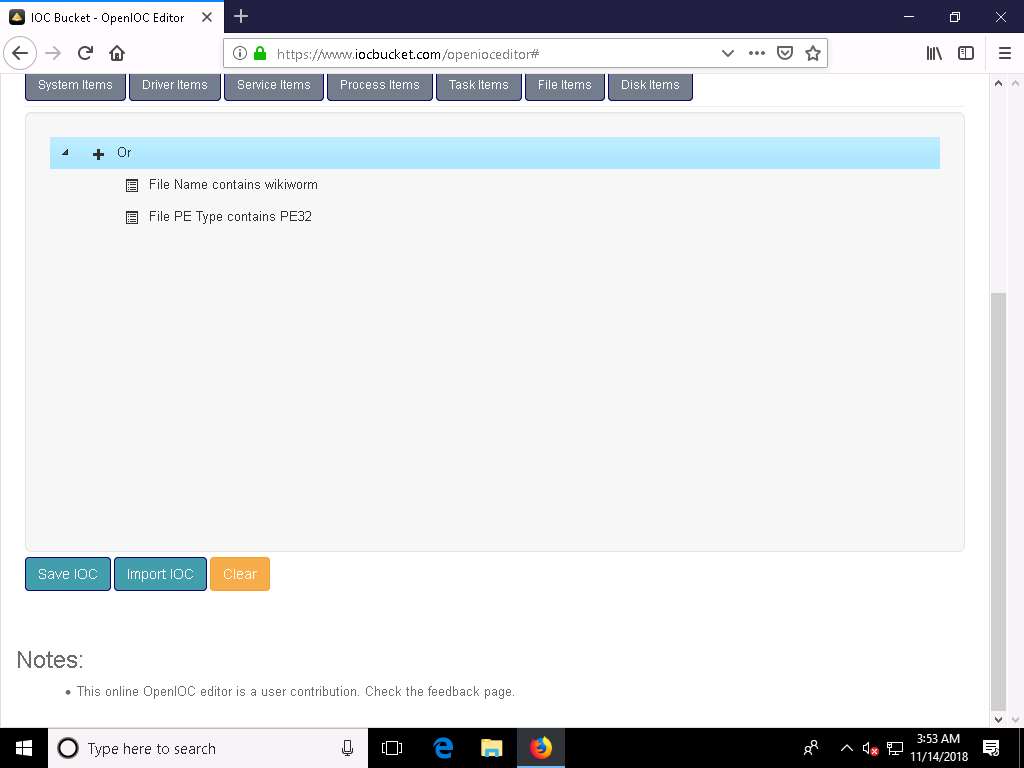 IOC Bucket - OpenIOC Editor
https://www.iocbucket.com/openioceditor#
System Items Driver Items Service Items Process Items Task Items File Items Disk Items
Or
File Name contains wikiworm
File PE Type contains PE32
Save IOC Import IOC Clear
Notes:
• This online OpenIOC editor is a user contribution. Check the feedback page.
Type here to search
3:53 AM
11/14/2018